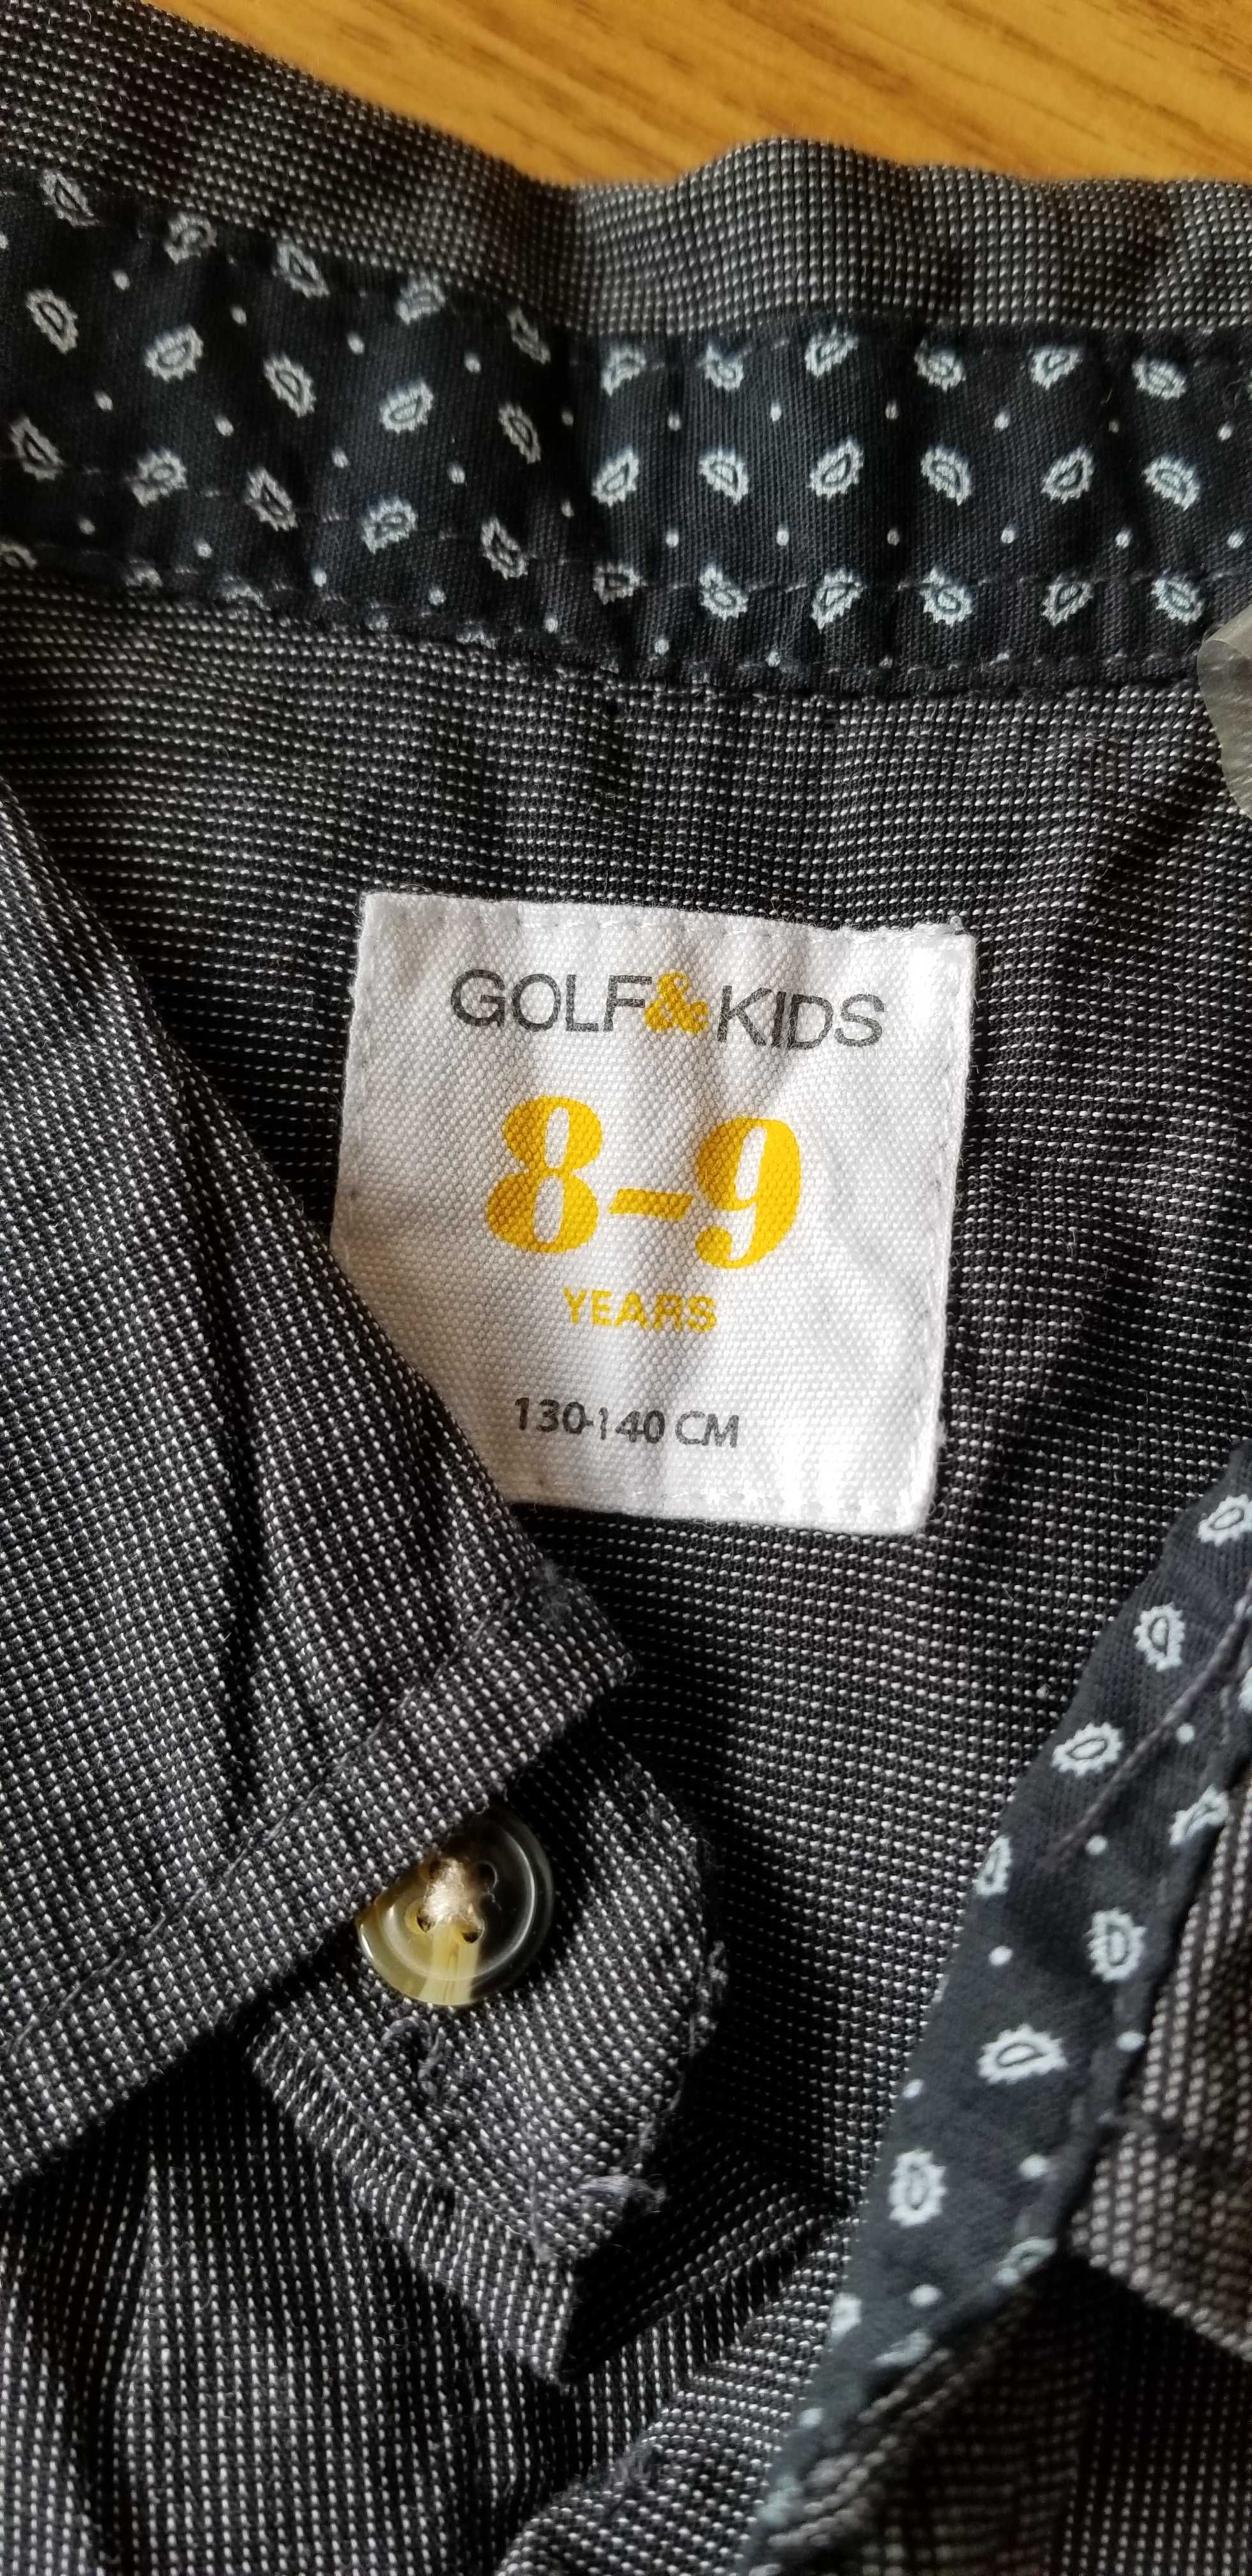 GOLF&KIDS
8-9
YEARS
130-140 CM